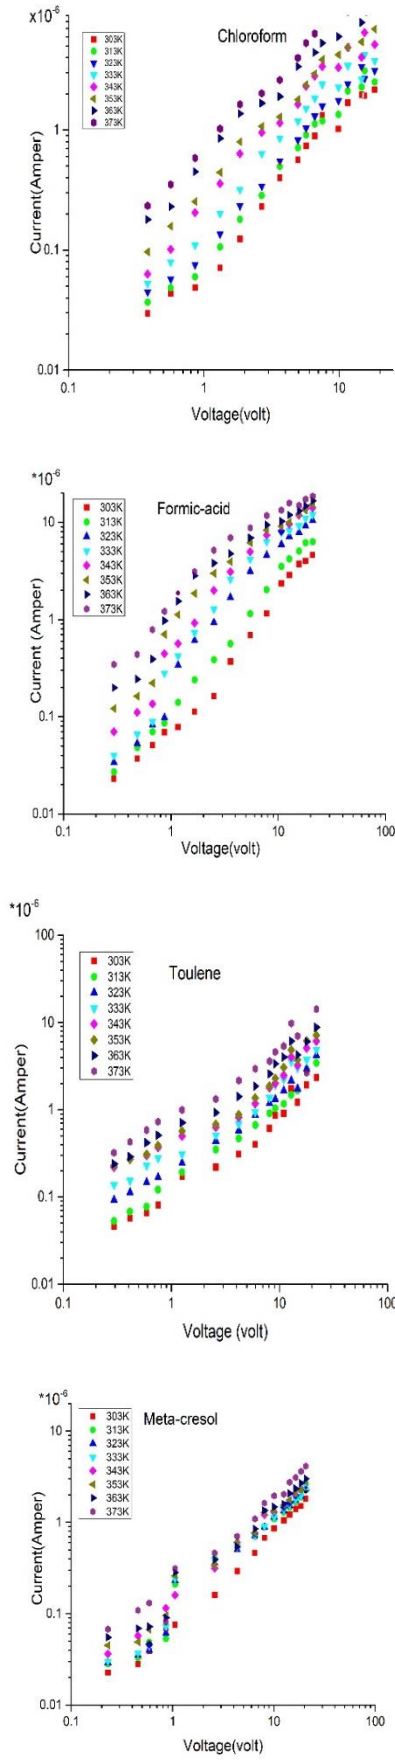 x10-6
Chloroform
303K
313K
323K
333K
343K
353K
363K
373K
Current(Amper)
1
0.1
0.01
0.1
1
10
Voltage(volt)
*10-6
Formic-acid
303K
313K
323K
333K
343K
353K
363K
373K
Current (Amper)
10
1
0.1
0.01
0.1
1
10
100
Voltage(volt)
*10-6
Toulene
303K
313K
323K
333K
343K
353K
363K
373K
Current(Amper)
100
10
1
0.1
0.01
0.1
1
10
100
Voltage (volt)
*10-6
Meta-cresol
303K
313K
323K
333K
343K
353K
363K
373K
Current(Amper)
10
1
0.1
0.01
0.1
1
10
100
Voltage(volt)